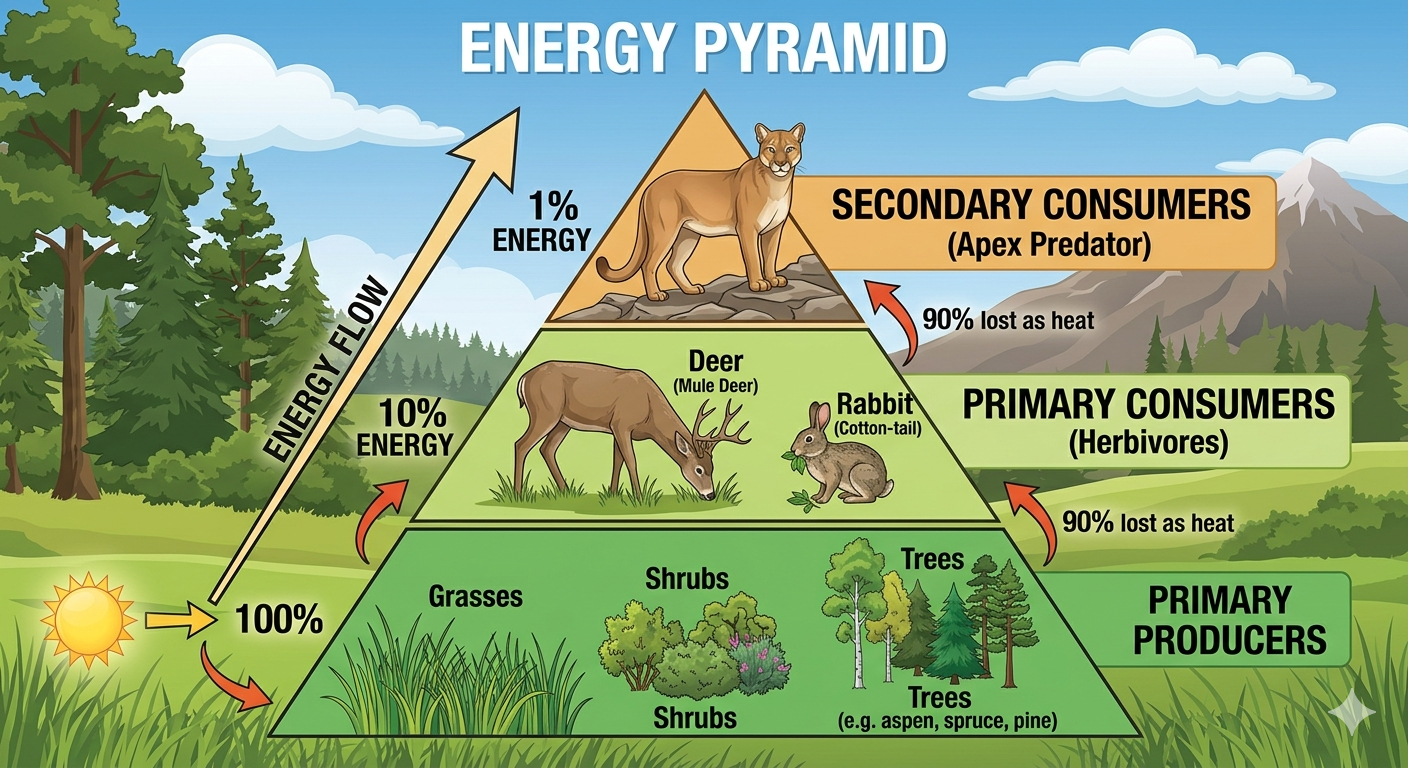 ENERGY PYRAMID
1%
ENERGY
SECONDARY CONSUMERS
(Apex Predator)
ENERGY FLOW
90% lost as heat
Deer
(Mule Deer)
Rabbit
(Cotton-tail)
10%
ENERGY
PRIMARY CONSUMERS
(Herbivores)
90% lost as heat
100%
Grasses
Shrubs
Shrubs
Trees
Trees
(e.g. aspen, spruce, pine)
PRIMARY
PRODUCERS